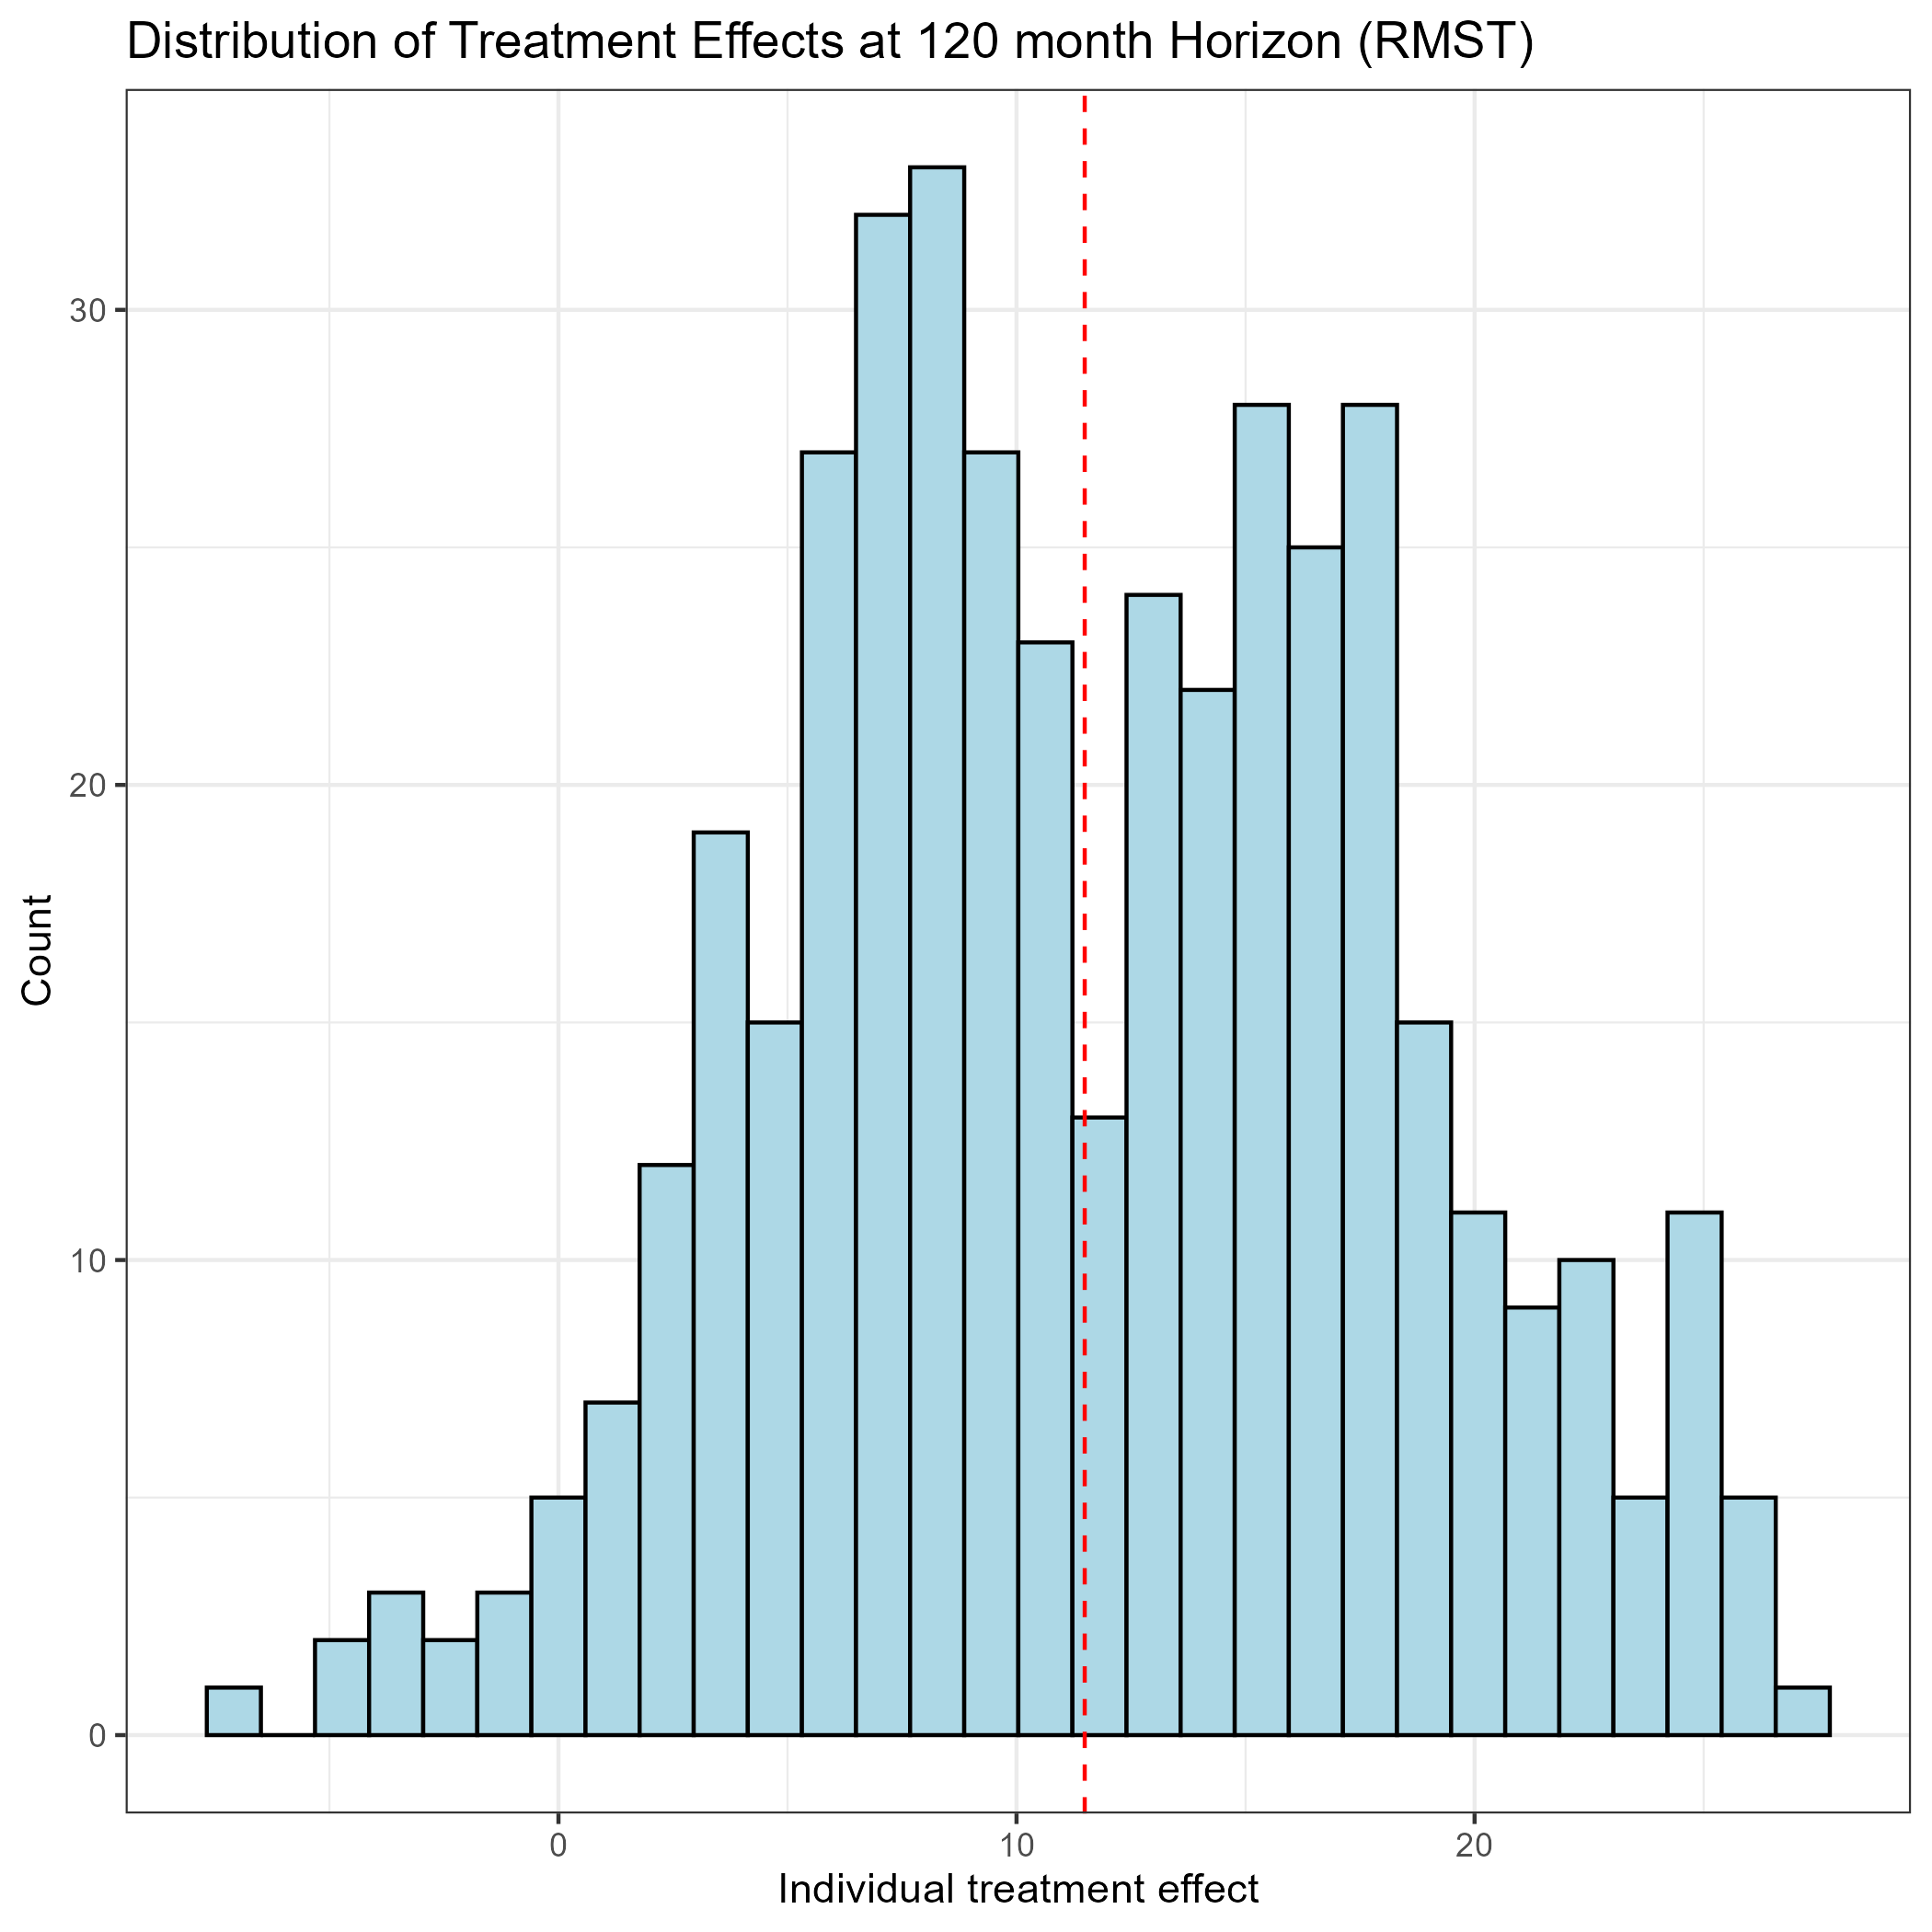 Distribution of Treatment Effects at 120 month Horizon (RMST)
30
20
10
0
Count
0 10 20
Individual treatment effect